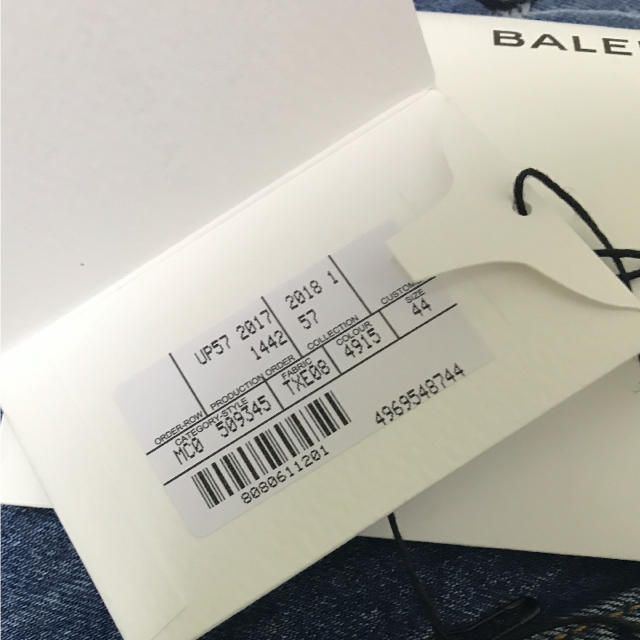 BALE
UP57 2017 2018 1
1442 57
ORDER-ROW PRODUCTION ORDER COLLECTION CUSTOM
CATEGORY STYLE FABRIC COLOUR SIZE
MC0 509345 TXE08 4915 44
8080611201 4969548744